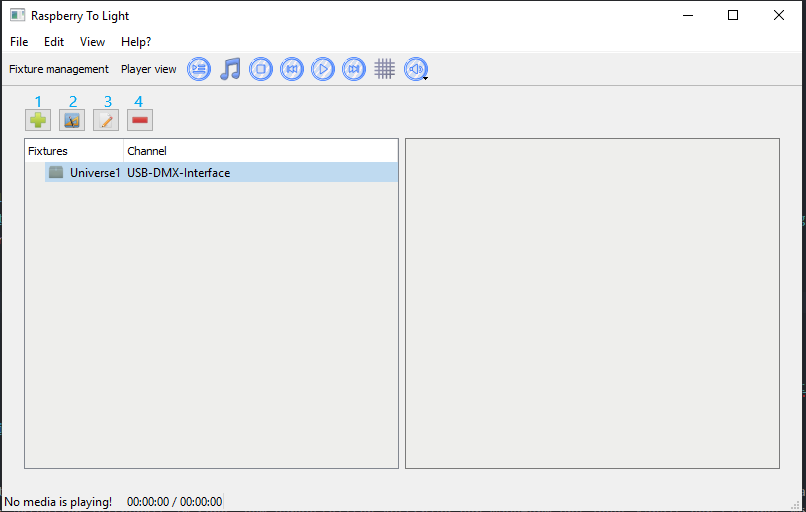 Raspberry To Light
File Edit View Help?
Fixture management Player view
1 2 3 4
Fixtures Channel
Universe1 USB-DMX-Interface
No media is playing! 00:00:00 / 00:00:00